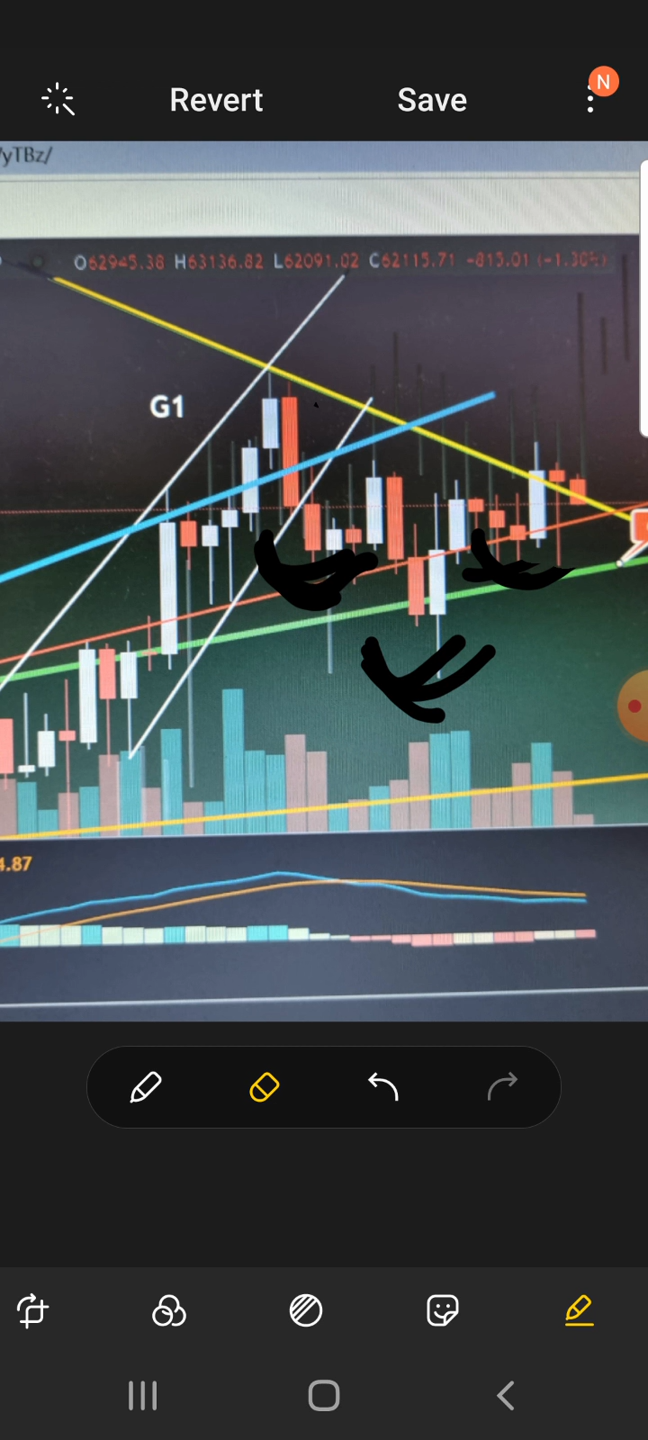 Revert
Save
N
/yTBz/
O62945.38 H63136.82 L62091.02 C62115.71 -815.01 (-1.30%)
G1
4.87